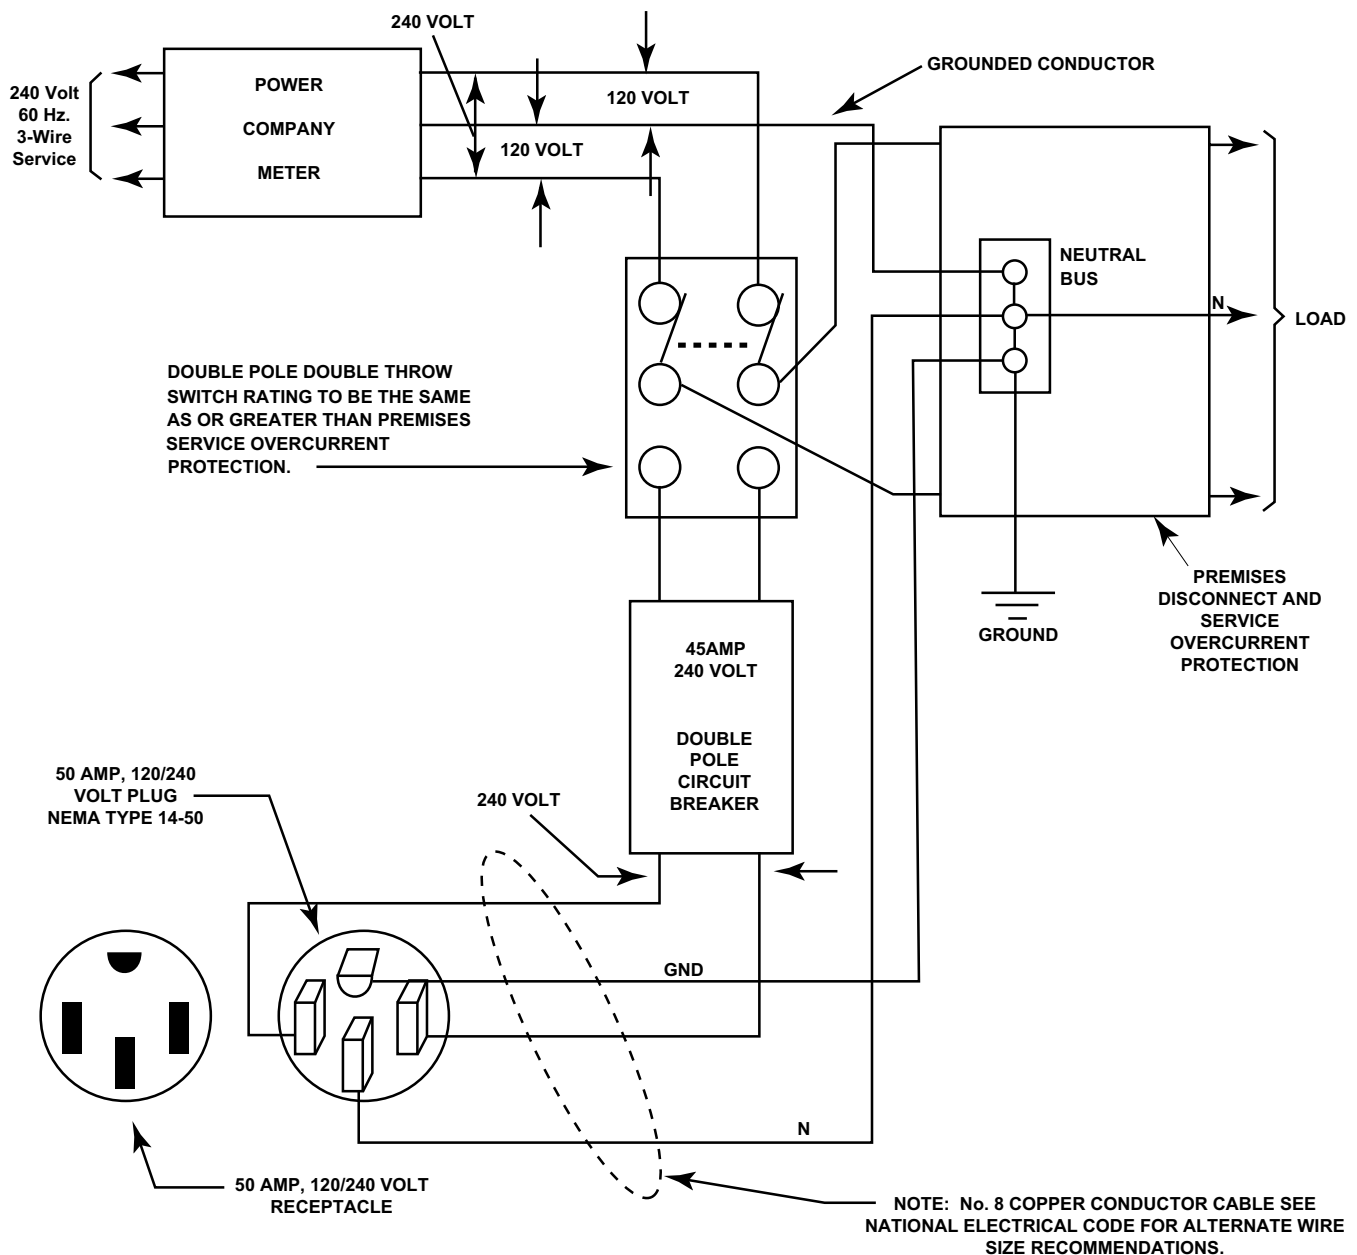 240 VOLT
240 Volt
60 Hz.
3-Wire
Service
POWER
COMPANY
METER
120 VOLT
120 VOLT
GROUNDED CONDUCTOR
NEUTRAL
BUS
N
LOAD
DOUBLE POLE DOUBLE THROW
SWITCH RATING TO BE THE SAME
AS OR GREATER THAN PREMISES
SERVICE OVERCURRENT
PROTECTION.
PREMISES
DISCONNECT AND
SERVICE
OVERCURRENT
PROTECTION
GROUND
45AMP
240 VOLT
DOUBLE
POLE
CIRCUIT
BREAKER
50 AMP, 120/240
VOLT PLUG
NEMA TYPE 14-50
240 VOLT
GND
N
50 AMP, 120/240 VOLT
RECEPTACLE
NOTE: No. 8 COPPER CONDUCTOR CABLE SEE
NATIONAL ELECTRICAL CODE FOR ALTERNATE WIRE
SIZE RECOMMENDATIONS.